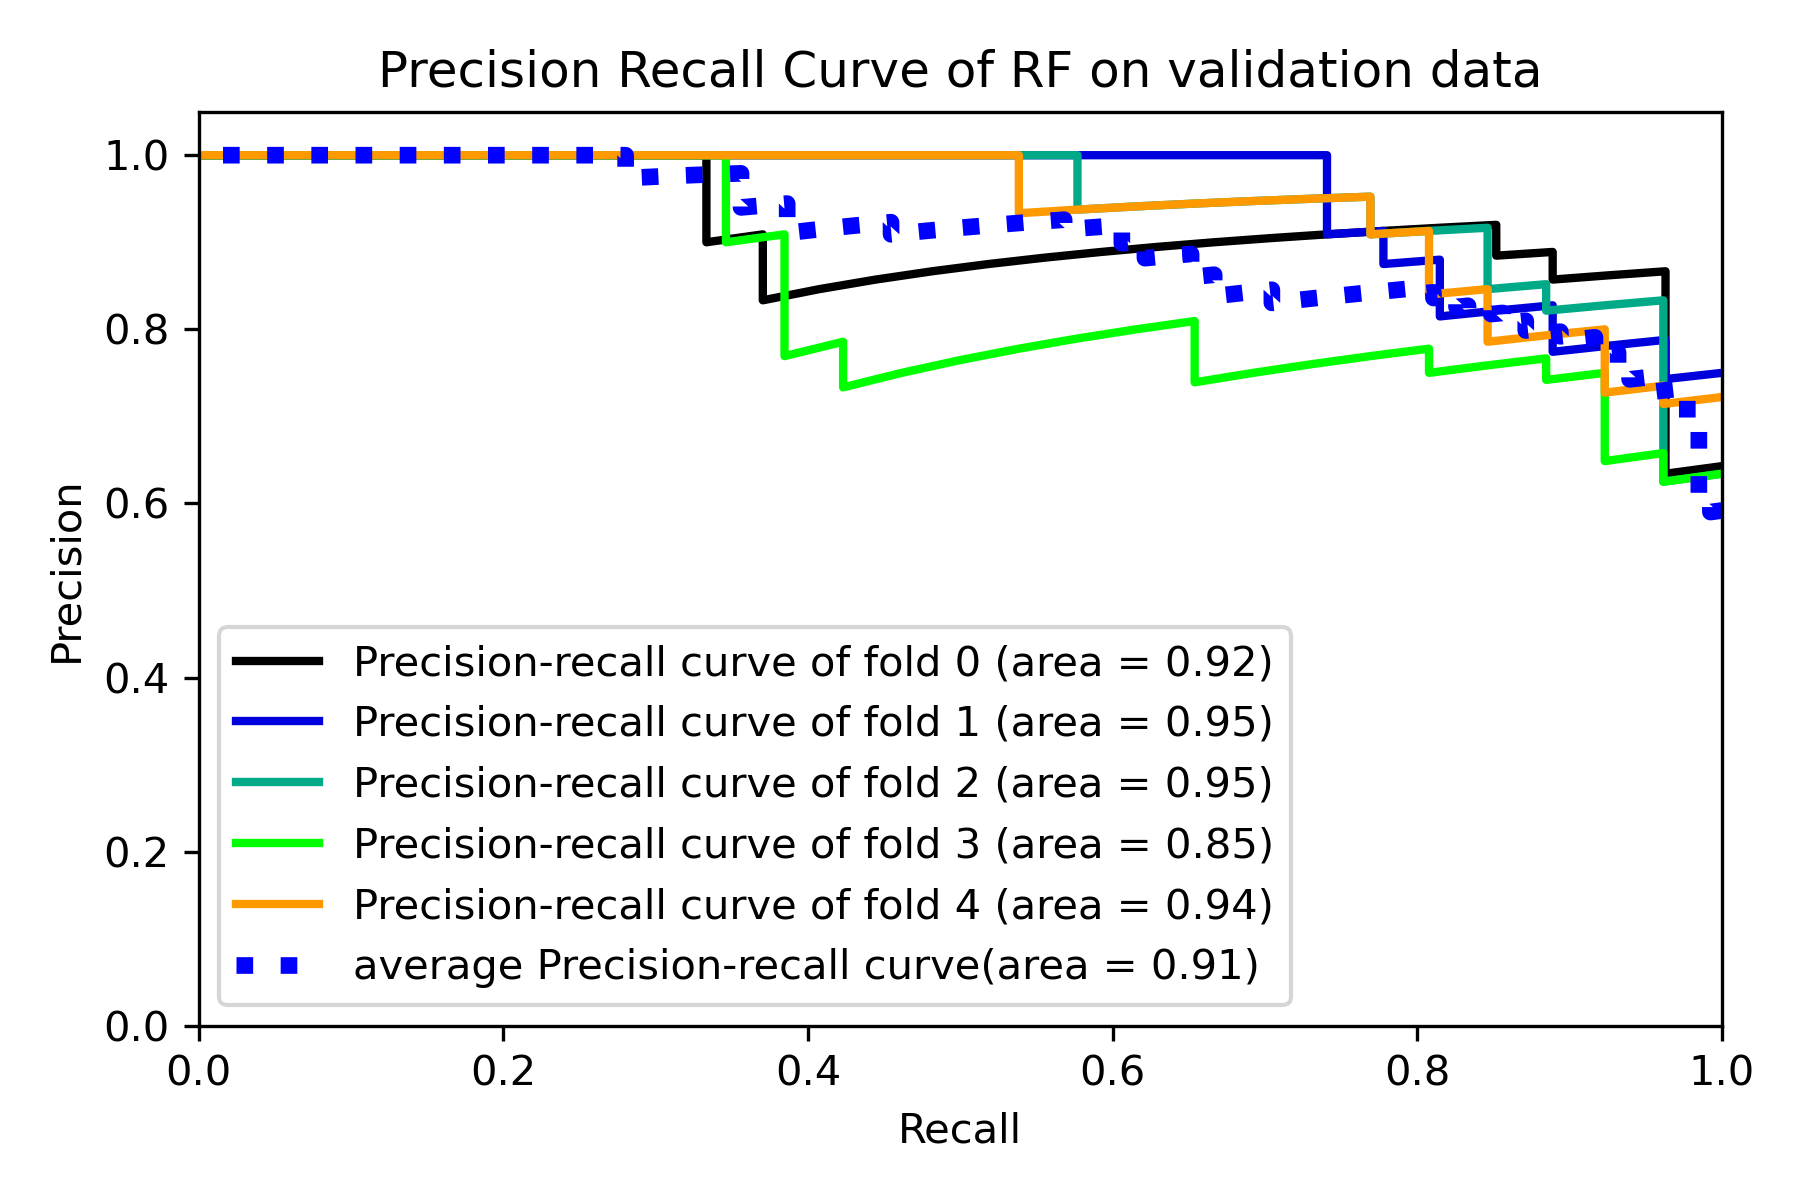 Precision Recall Curve of RF on validation data
1.0
0.8
0.6
0.4
0.2
0.0
Precision
Precision-recall curve of fold 0 (area = 0.92)
Precision-recall curve of fold 1 (area = 0.95)
Precision-recall curve of fold 2 (area = 0.95)
Precision-recall curve of fold 3 (area = 0.85)
Precision-recall curve of fold 4 (area = 0.94)
average Precision-recall curve(area = 0.91)
0.0 0.2 0.4 0.6 0.8 1.0
Recall